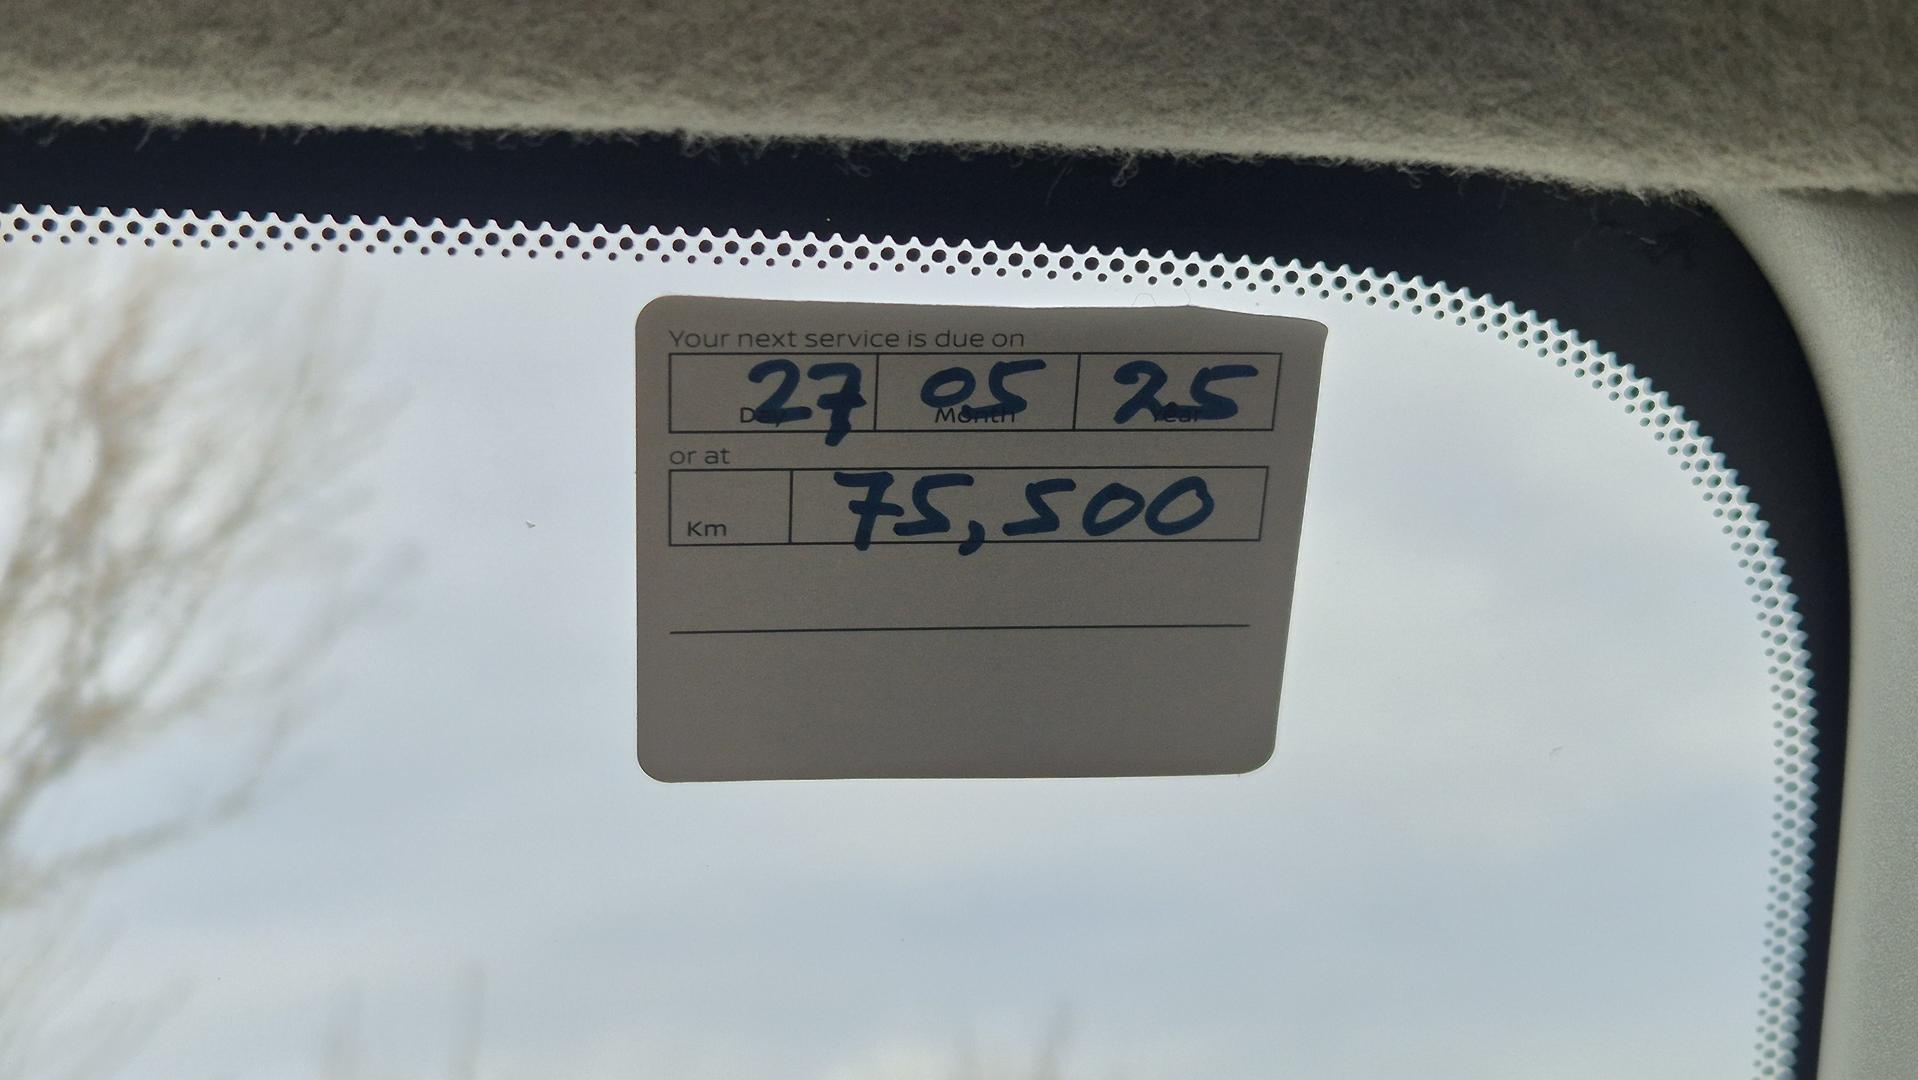 Your next service is due on
27 05 25
Day Month Year
or at
Km 75,500